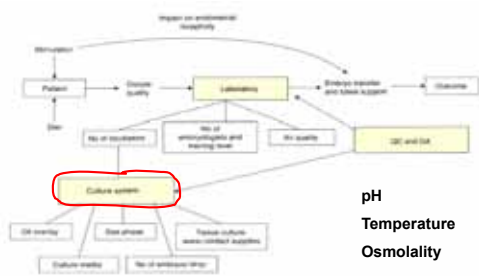 Impact on endometrial
receptivity
Stimulation
Patient
Oocyte
quality
Laboratory
Embryo transfer
and luteal support
Outcome
Diet
No of incubators
No of
embryologists and
training level
Air quality
QC and QA
Culture system
Oil overlay
Gas phase
Tissue culture
ware/contact supplies
Culture media
No of embryos/drop
pH
Temperature
Osmolality